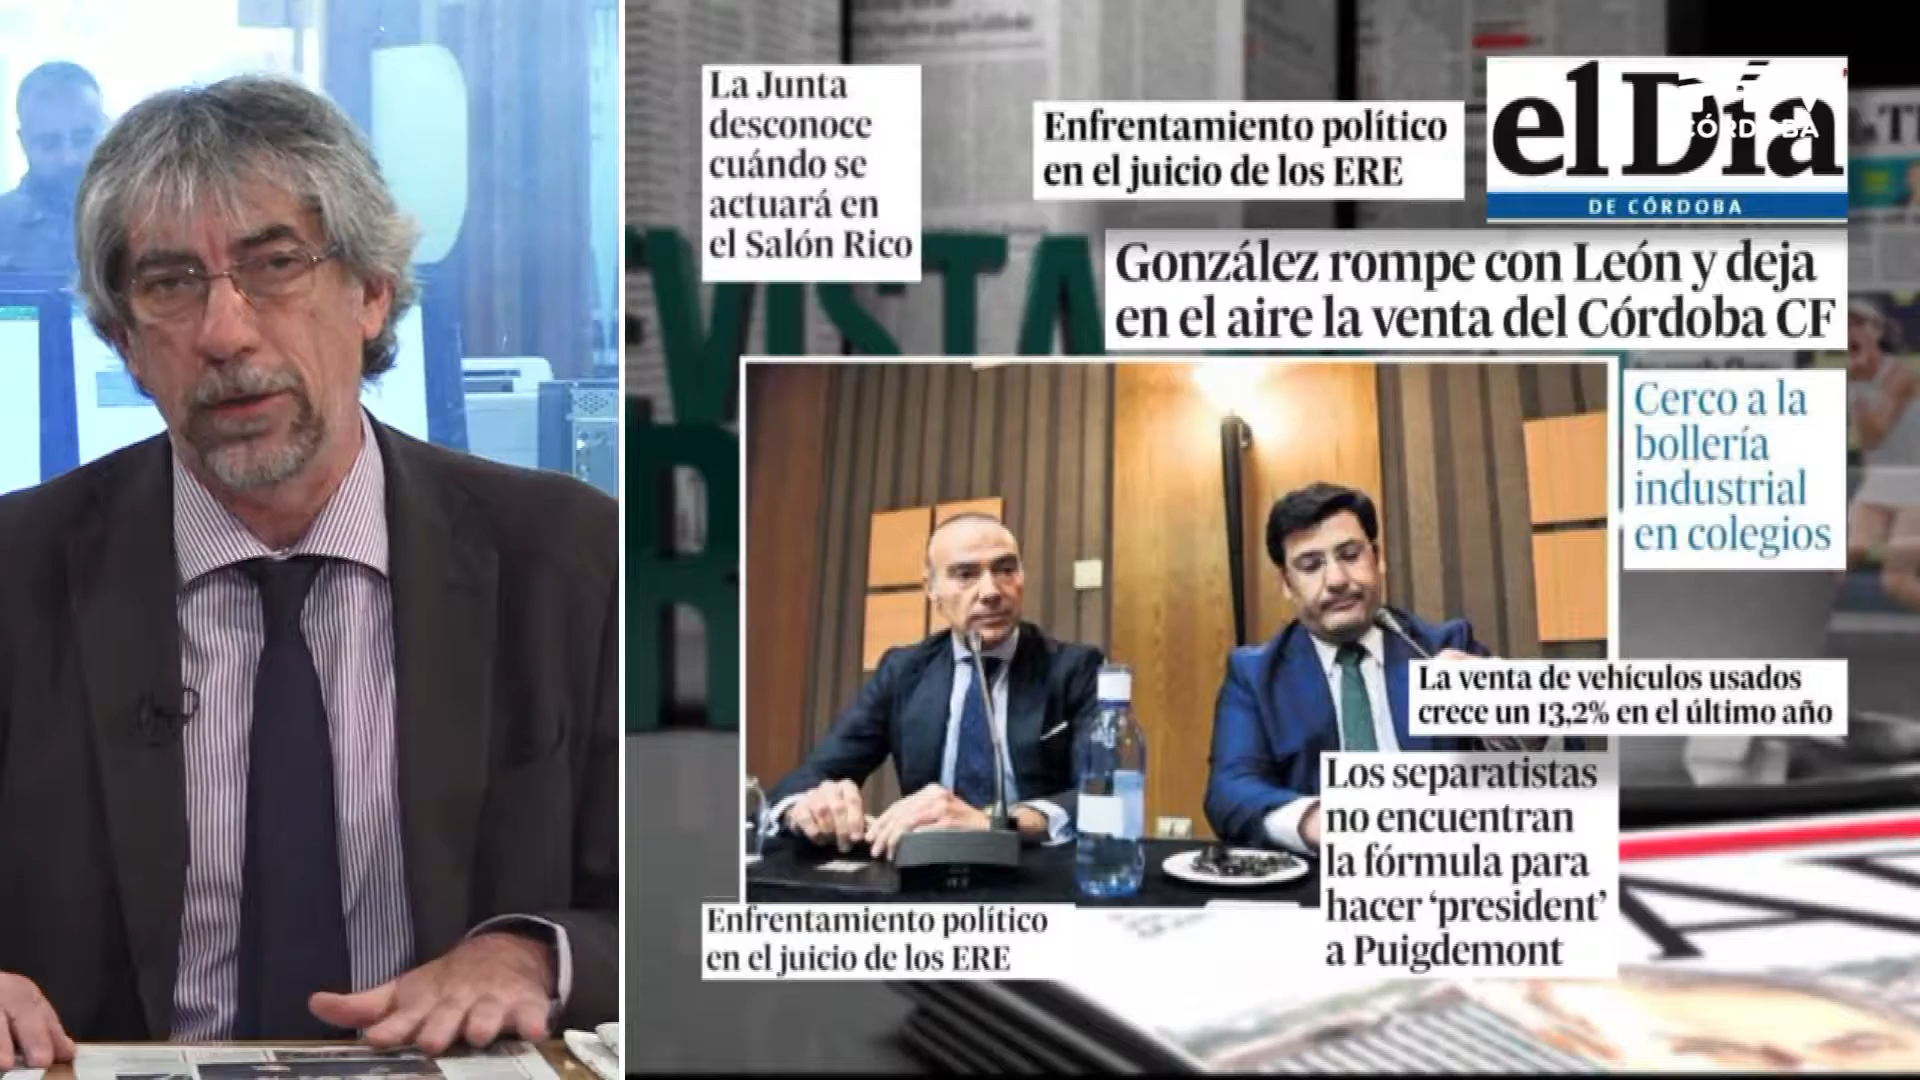 La Junta
desconoce
cuándo se
actuará en
el Salón Rico
Enfrentamiento político
en el juicio de los ERE
el Día
DE CÓRDOBA
CÓRDOBA
González rompe con León y deja
en el aire la venta del Córdoba CF
Cerco a la
bollería
industrial
en colegios
La venta de vehículos usados
crece un 13,2% en el último año
Los separatistas
no encuentran
la fórmula para
hacer ‘president’
a Puigdemont
Enfrentamiento político
en el juicio de los ERE